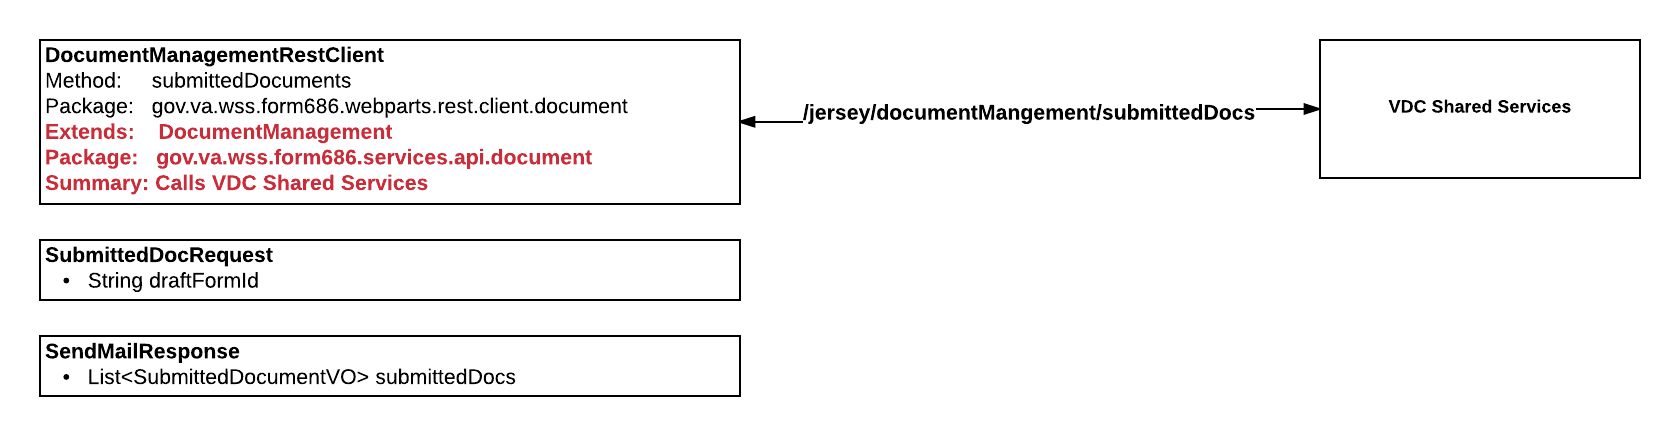 DocumentManagementRestClient
Method: submittedDocuments
Package: gov.va.wss.form686.webparts.rest.client.document
Extends: DocumentManagement
Package: gov.va.wss.form686.services.api.document
Summary: Calls VDC Shared Services
/jersey/documentMangement/submittedDocs
VDC Shared Services
SubmittedDocRequest
• String draftFormId
SendMailResponse
• List<SubmittedDocumentVO> submittedDocs